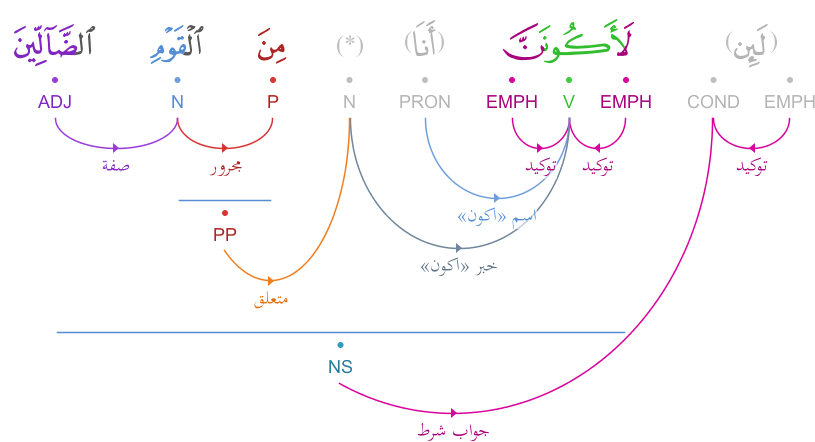 (لَئِن) لَأَكُونَنَّ (أَنَا) (*) مِنَ ٱلْقَوْمِ ٱلضَّآلِّينَ
EMPH COND EMPH V EMPH PRON N P N ADJ
توكيد توكيد توكيد مجرور صفة
اسم «اكون»
PP
خبر «اكون»
متعلق
NS
جواب شرط